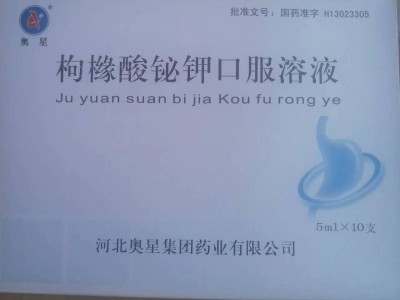 批准文号：国药准字 H13023305
奥星
枸橼酸铋钾口服溶液
Ju yuan suan bi jia Kou fu rong ye
5ml×10支
河北奥星集团药业有限公司